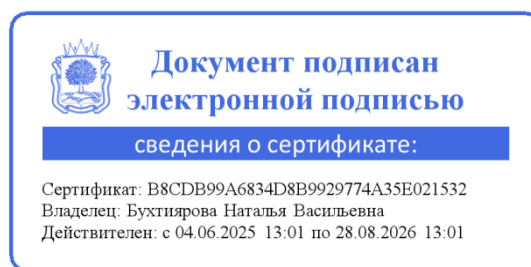 Документ подписан
электронной подписью
сведения о сертификате:
Сертификат: B8CDB99A6834D8B9929774A35E021532
Владелец: Бухтиярова Наталья Васильевна
Действителен: с 04.06.2025 13:01 по 28.08.2026 13:01